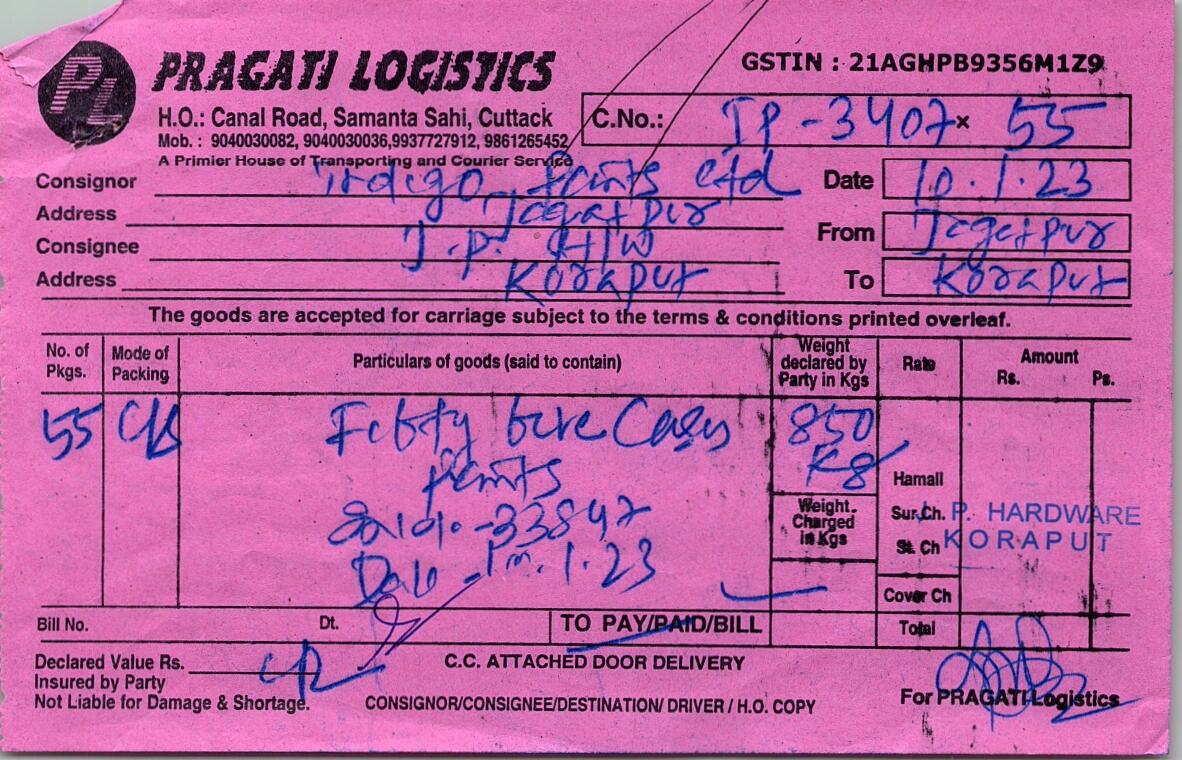 PL
PRAGATI LOGISTICS
GSTIN : 21AGHPB9356M1Z9
H.O.: Canal Road, Samanta Sahi, Cuttack
Mob. : 9040030082, 9040030036,9937727912, 9861265452
A Primier House of Transporting and Courier Service
C.No.: IP-3407 x 55
Consignor Indigo Paints Ltd
Date 10.1.23
Address Jagatpur
From Jagatpur
Consignee J.P. H/W
Address Koraput
To Koraput
The goods are accepted for carriage subject to the terms & conditions printed overleaf.
No. of Pkgs. Mode of Packing Particulars of goods (said to contain) Weight declared by Party in Kgs Rate Amount Rs. Ps.
55 C/B Fifty five Cases 850 Kg
Paints
33847
Date 1.23
Weight. Charged in Kgs
Hamali
Sur.Ch.
St. Ch
Cover Ch
J. P. HARDWARE
KORAPUT
Bill No. Dt. TO PAY/PAID/BILL Total
Declared Value Rs.
C.C. ATTACHED DOOR DELIVERY
Insured by Party
Not Liable for Damage & Shortage.
CONSIGNOR/CONSIGNEE/DESTINATION/ DRIVER / H.O. COPY
For PRAGATI Logistics